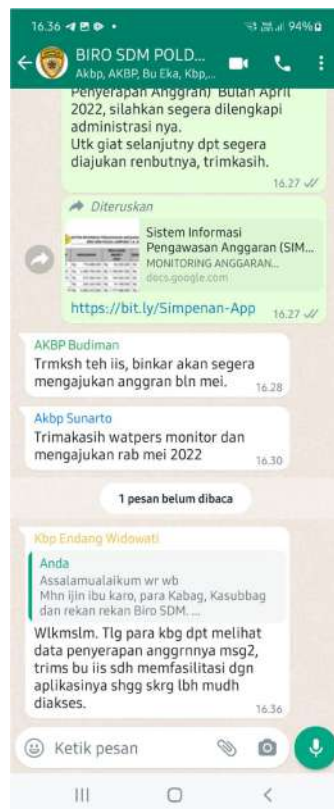 16.36
94%
BIRO SDM POLD...
Akbp, AKBP, Bu Eka, Kbp,...
Penyerapan Anggran) Bulan April
2022, silahkan segera dilengkapi
administrasi nya.
Utk giat selanjutny dpt segera
diajukan renbutnya, trimkasih.
16.27
Diteruskan
Sistem Informasi
Pengawasan Anggaran (SIM...
MONITORING ANGGARAN...
docs.google.com
https://bit.ly/Simpenan-App
16.27
AKBP Budiman
Trmksh teh iis, binkar akan segera
mengajukan anggran bln mei.
16.28
Akbp Sunarto
Trimakasih watpers monitor dan
mengajukan rab mei 2022
16.30
1 pesan belum dibaca
Kbp Endang Widowati
Anda
Assalamualaikum wr wb
Mhn ijin ibu karo, para Kabag, Kasubbag
dan rekan rekan Biro SDM. ...
Wlkmslm. Tlg para kbg dpt melihat
data penyerapan anggrnnya msg2,
trims bu iis sdh memfasilitasi dgn
aplikasinya shgg skrg lbh mudh
diakses.
16.36
Ketik pesan